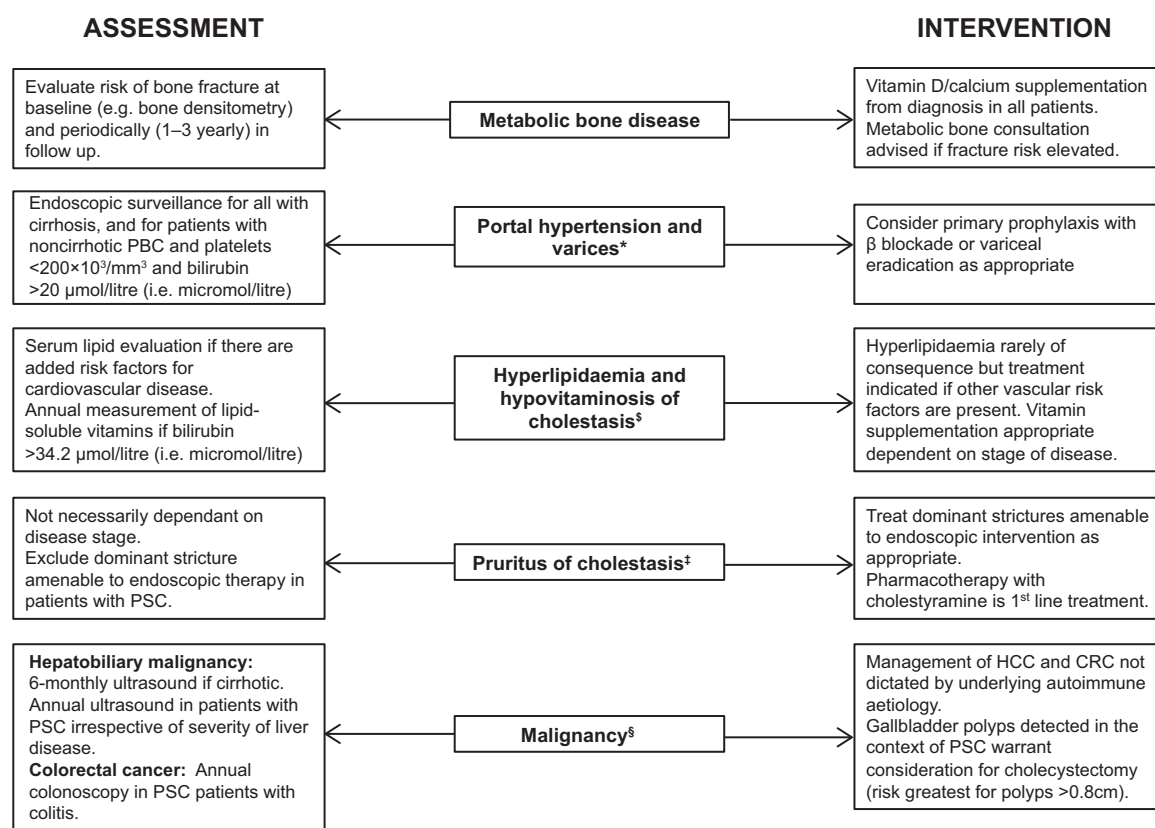 ASSESSMENT
INTERVENTION
Evaluate risk of bone fracture at
baseline (e.g. bone densitometry)
and periodically (1–3 yearly) in
follow up.
Metabolic bone disease
Vitamin D/calcium supplementation
from diagnosis in all patients.
Metabolic bone consultation
advised if fracture risk elevated.
Endoscopic surveillance for all with
cirrhosis, and for patients with
noncirrhotic PBC and platelets
<200×10³/mm³ and bilirubin
>20 μmol/litre (i.e. micromol/litre)
Portal hypertension and
varices*
Consider primary prophylaxis with
β blockade or variceal
eradication as appropriate
Serum lipid evaluation if there are
added risk factors for
cardiovascular disease.
Annual measurement of lipid-
soluble vitamins if bilirubin
>34.2 μmol/litre (i.e. micromol/litre)
Hyperlipidaemia and
hypovitaminosis of
cholestasis$
Hyperlipidaemia rarely of
consequence but treatment
indicated if other vascular risk
factors are present. Vitamin
supplementation appropriate
dependent on stage of disease.
Not necessarily dependant on
disease stage.
Exclude dominant stricture
amenable to endoscopic therapy in
patients with PSC.
Pruritus of cholestasis‡
Treat dominant strictures amenable
to endoscopic intervention as
appropriate.
Pharmacotherapy with
cholestyramine is 1st line treatment.
Hepatobiliary malignancy:
6-monthly ultrasound if cirrhotic.
Annual ultrasound in patients with
PSC irrespective of severity of liver
disease.
Colorectal cancer: Annual
colonoscopy in PSC patients with
colitis.
Malignancy§
Management of HCC and CRC not
dictated by underlying autoimmune
aetiology.
Gallbladder polyps detected in the
context of PSC warrant
consideration for cholecystectomy
(risk greatest for polyps >0.8cm).